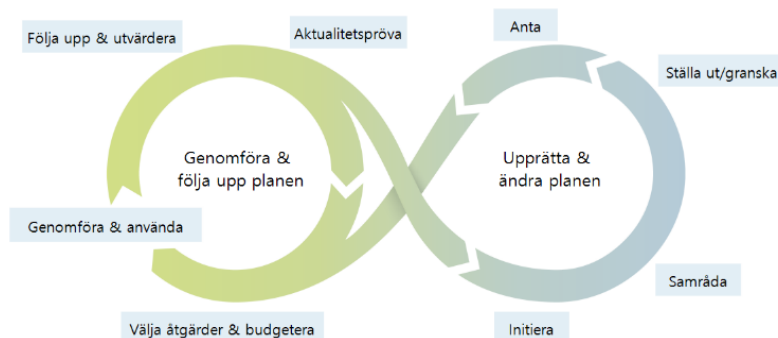 Följa upp & utvärdera
Aktualitetspröva
Anta
Ställa ut/granska
Genomföra &
följa upp planen
Upprätta &
ändra planen
Genomföra & använda
Samråda
Välja åtgärder & budgetera
Initiera